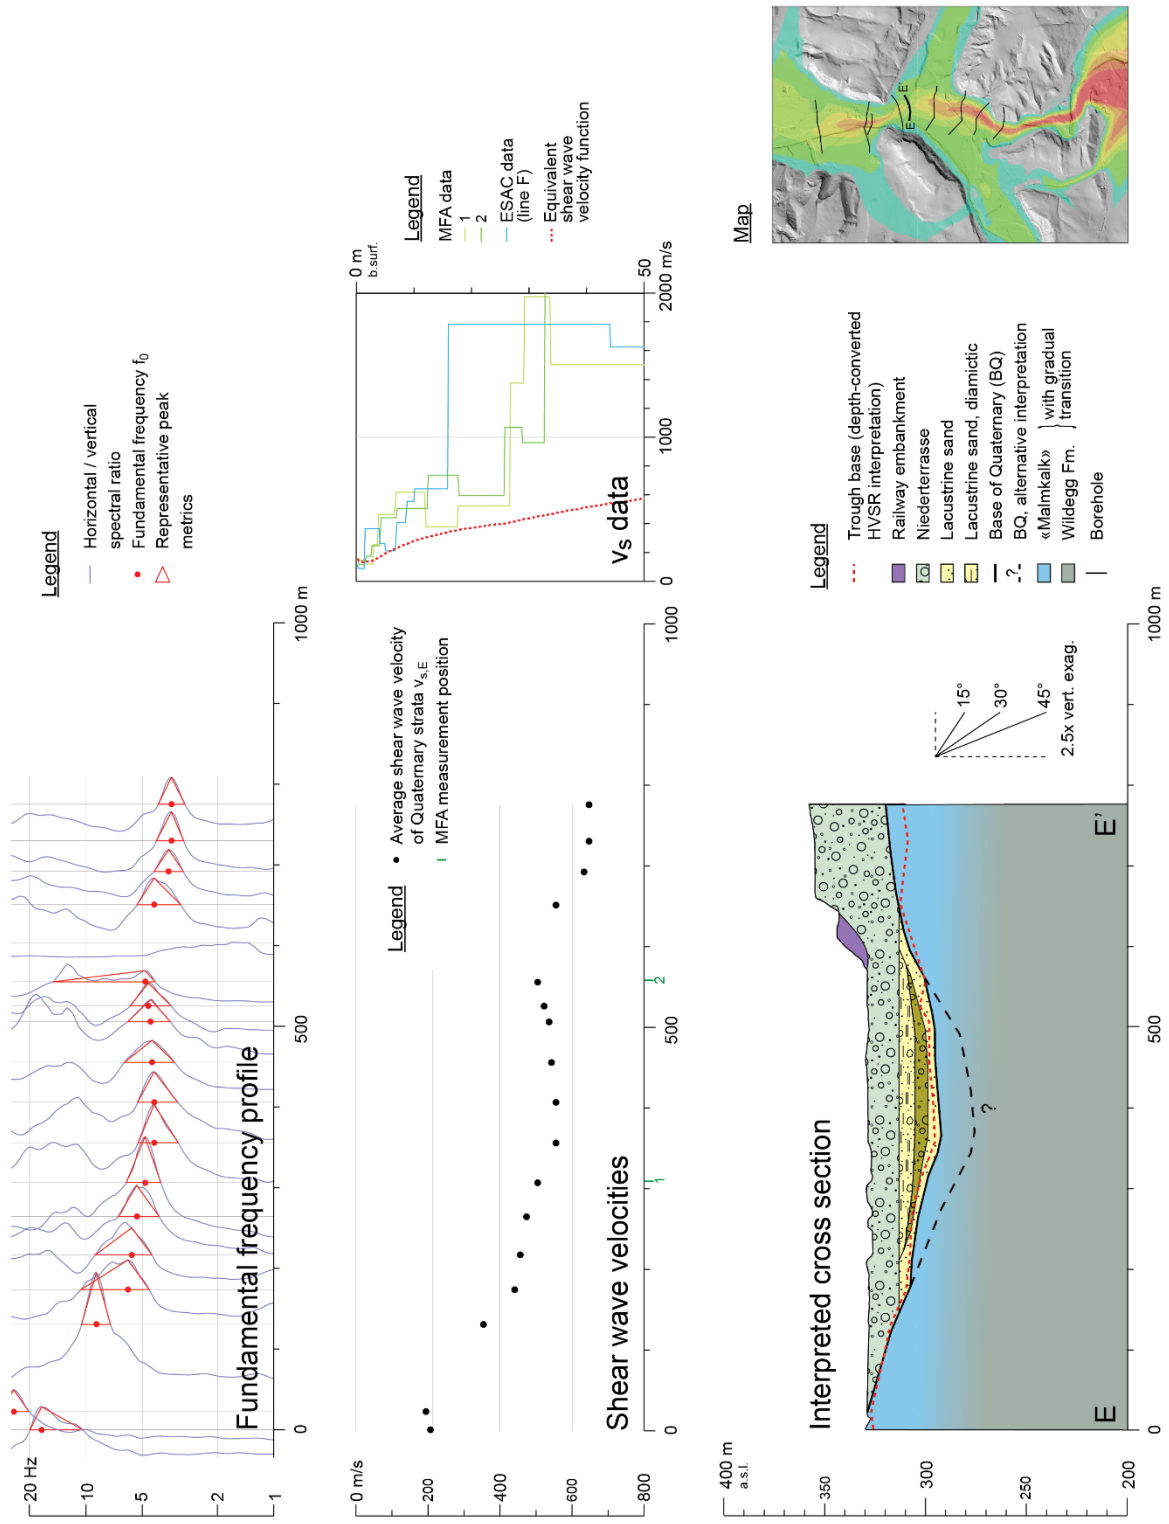 20 Hz
10
5
2
1
Fundamental frequency profile
0
500
1000 m
Legend
Horizontal / vertical
spectral ratio
Fundamental frequency f0
Representative peak
metrics
0 m/s
200
400
600
800
Shear wave velocities
1
2
0
500
1000
Legend
Average shear wave velocity
of Quaternary strata vs,E
MFA measurement position
vs data
0
1000
2000 m/s
0 m
b.surf.
50
Legend
MFA data
1
2
ESAC data
(line F)
Equivalent
shear wave
velocity function
400 m
a.s.l.
350
300
250
200
Interpreted cross section
?
E
E'
0
500
1000 m
15°
30°
45°
2.5x vert. exag.
Legend
Trough base (depth-converted
HVSR interpretation)
Railway embankment
Niederterrasse
Lacustrine sand
Lacustrine sand, diamictic
Base of Quaternary (BQ)
?
BQ, alternative interpretation
«Malmkalk»
Wildegg Fm.
} with gradual
transition
Borehole
Map
E
E'